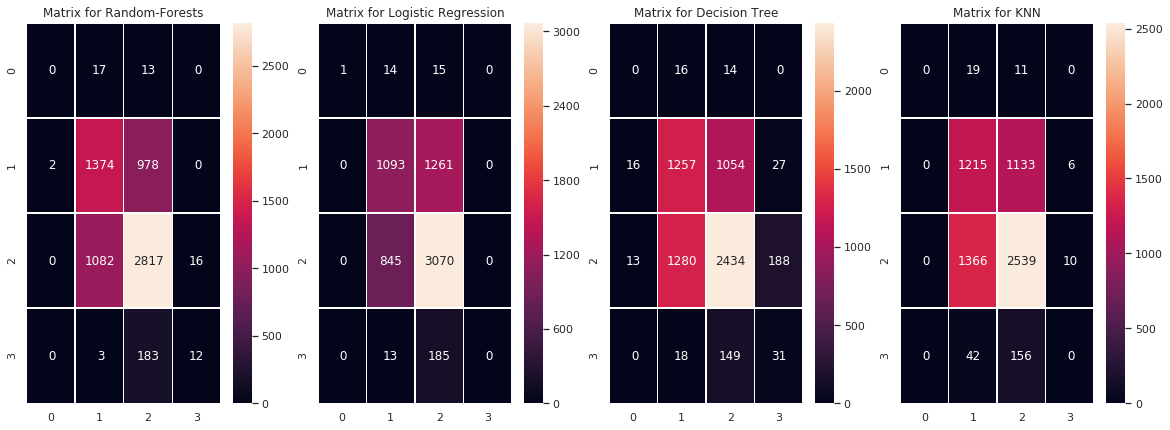 Matrix for Random-Forests
0 17 13 0
2 1374 978 0
0 1082 2817 16
0 3 183 12
0
1
2
3
0 1 2 3
2500
2000
1500
1000
500
0
Matrix for Logistic Regression
1 14 15 0
0 1093 1261 0
0 845 3070 0
0 13 185 0
0
1
2
3
0 1 2 3
3000
2400
1800
1200
600
0
Matrix for Decision Tree
0 16 14 0
16 1257 1054 27
13 1280 2434 188
0 18 149 31
0
1
2
3
0 1 2 3
2000
1500
1000
500
0
Matrix for KNN
0 19 11 0
0 1215 1133 6
0 1366 2539 10
0 42 156 0
0
1
2
3
0 1 2 3
2500
2000
1500
1000
500
0